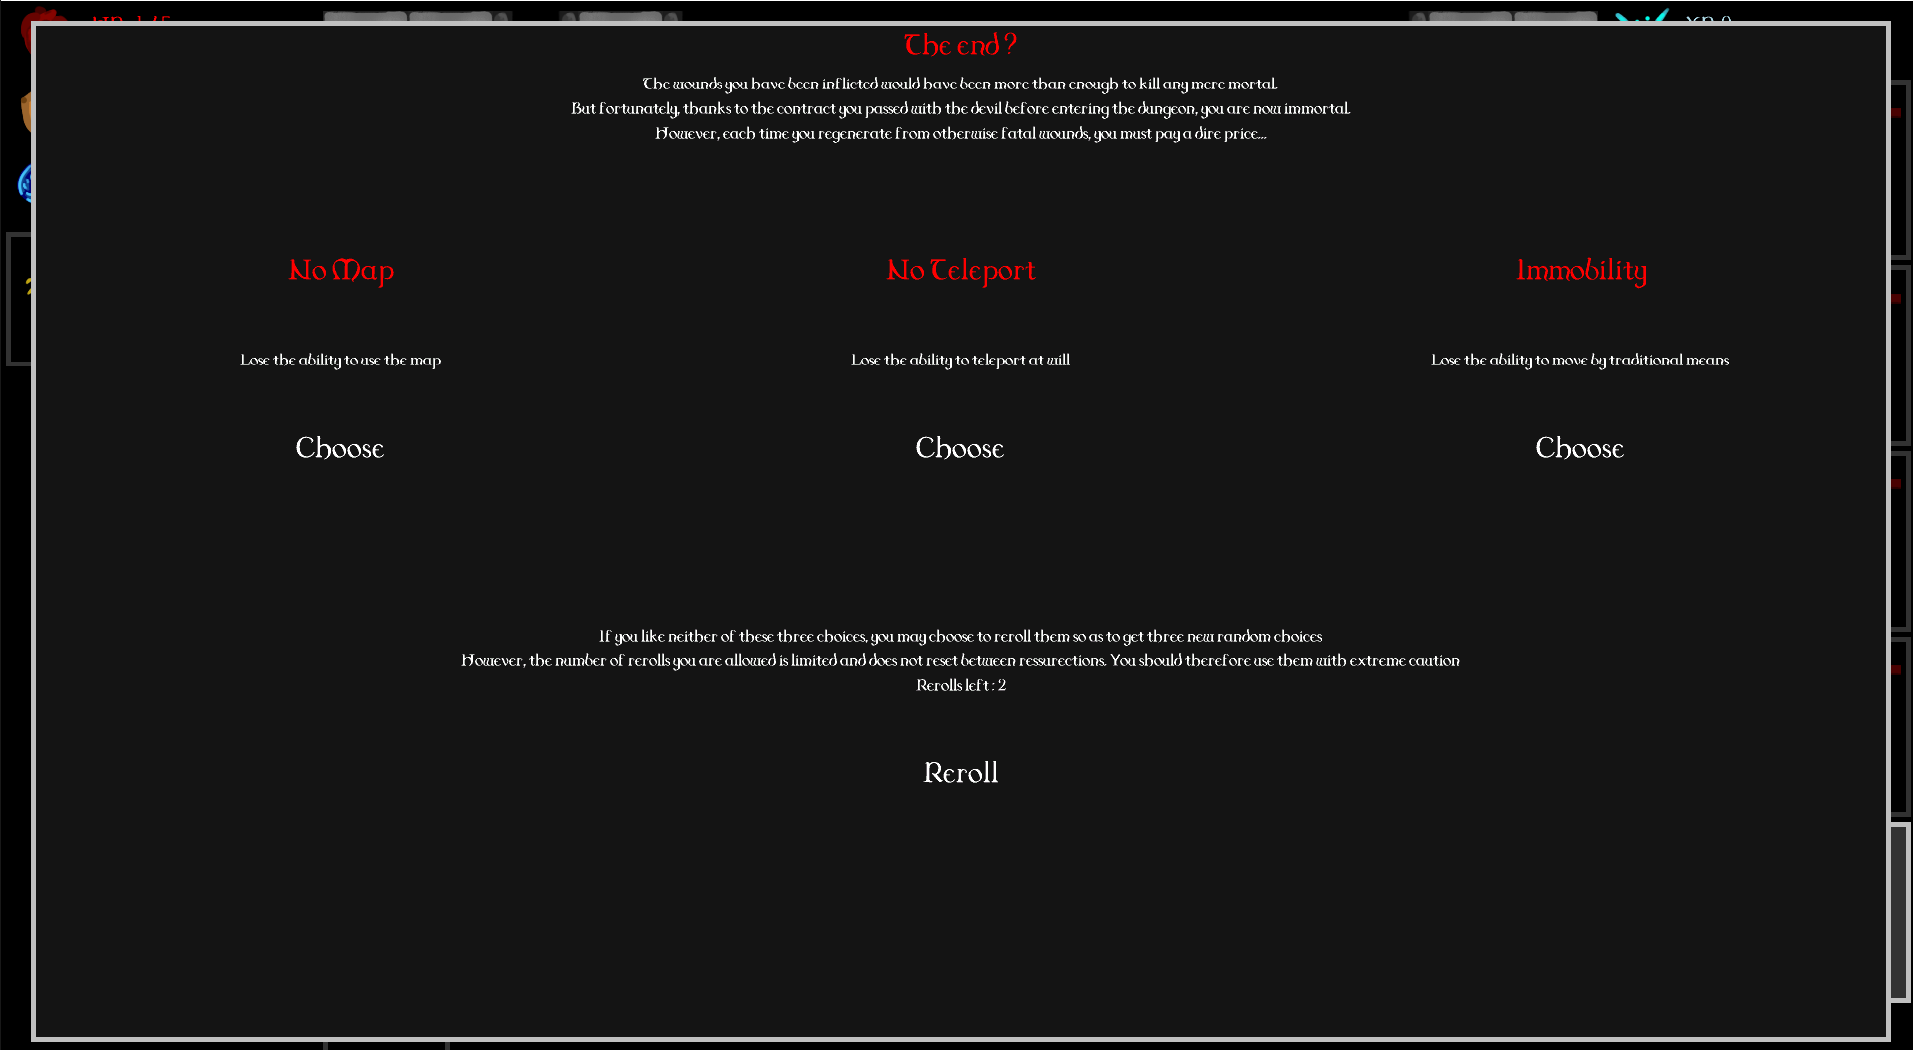 The end ?
The wounds you have been inflicted would have been more than enough to kill any mere mortal.
But fortunately, thanks to the contract you passed with the devil before entering the dungeon, you are now immortal.
However, each time you regenerate from otherwise fatal wounds, you must pay a dire price...
No Map
No Teleport
Immobility
Lose the ability to use the map
Lose the ability to teleport at will
Lose the ability to move by traditional means
Choose
Choose
Choose
If you like neither of these three choices, you may choose to reroll them so as to get three new random choices
However, the number of rerolls you are allowed is limited and does not reset between ressurections. You should therefore use them with extreme caution
Rerolls left : 2
Reroll